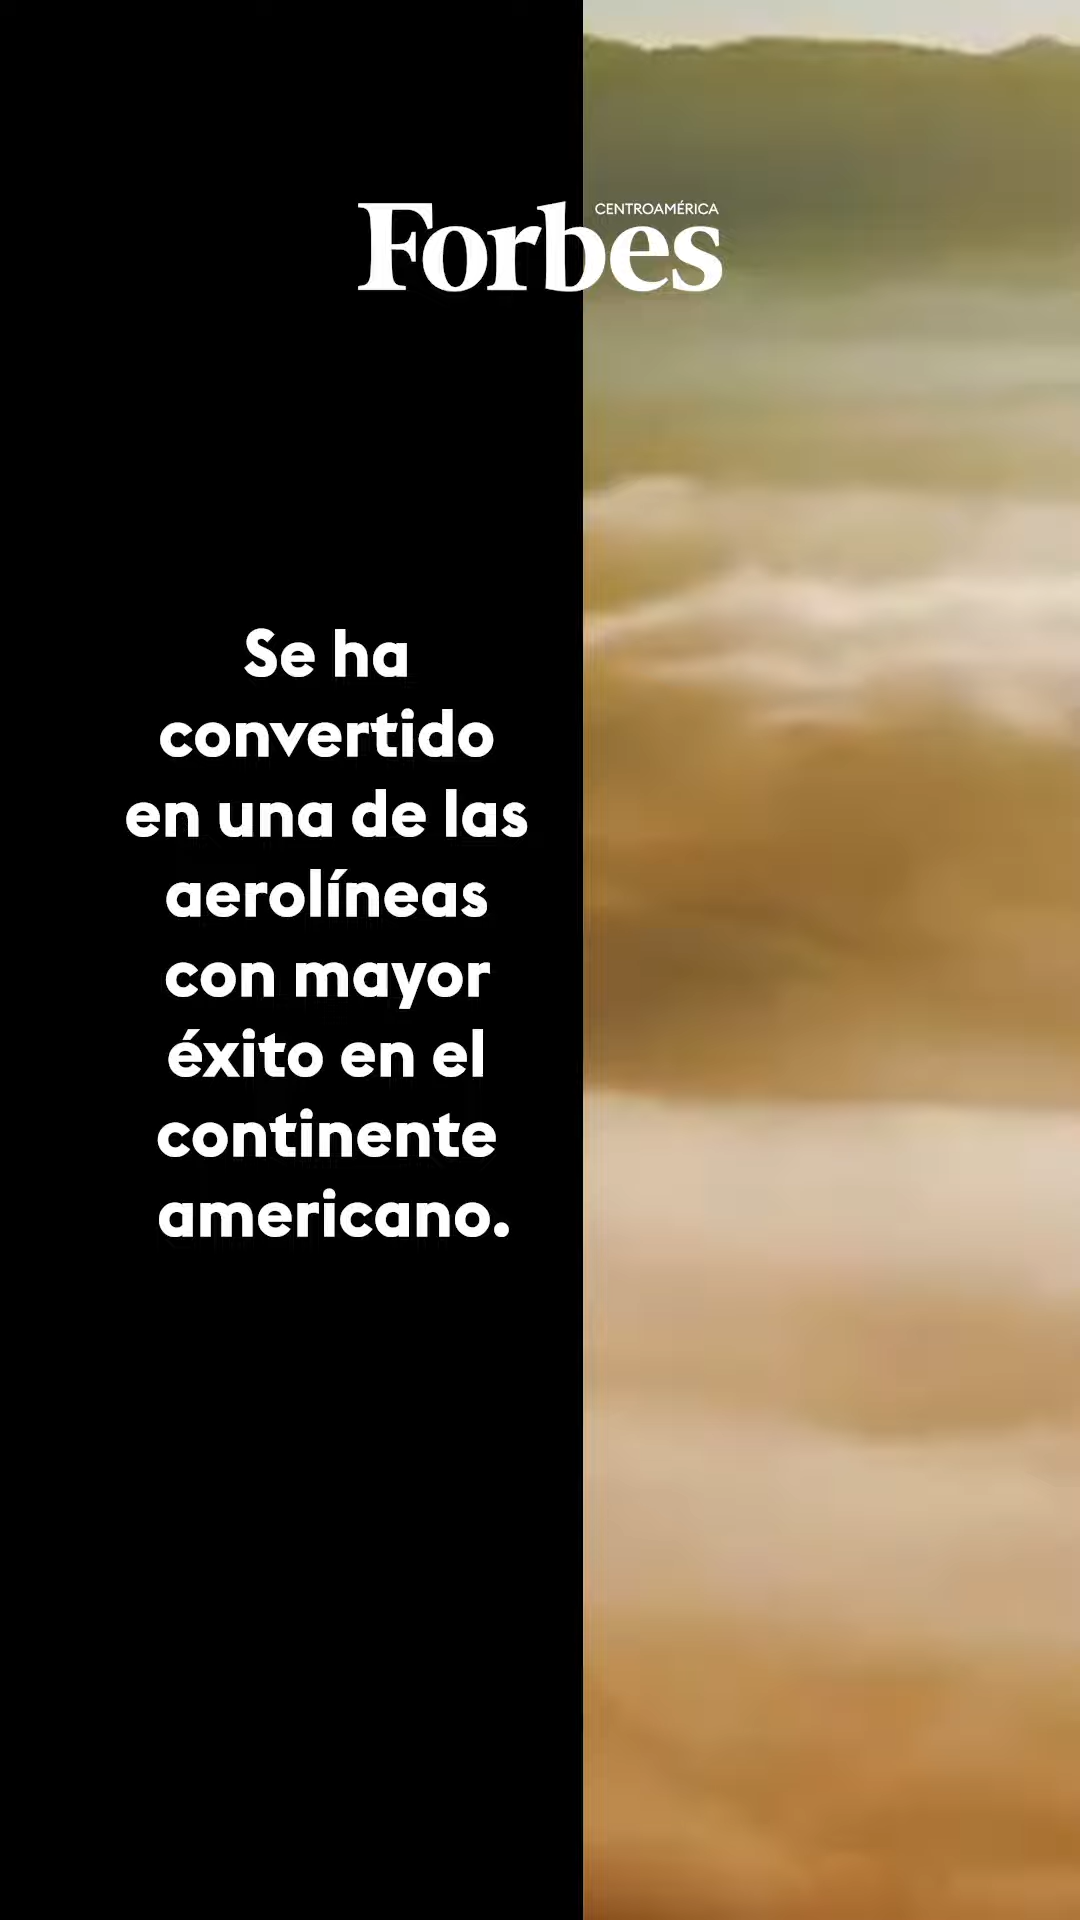 CENTROAMÉRICA
Forbes
Se ha
convertido
en una de las
aerolíneas
con mayor
éxito en el
continente
americano.